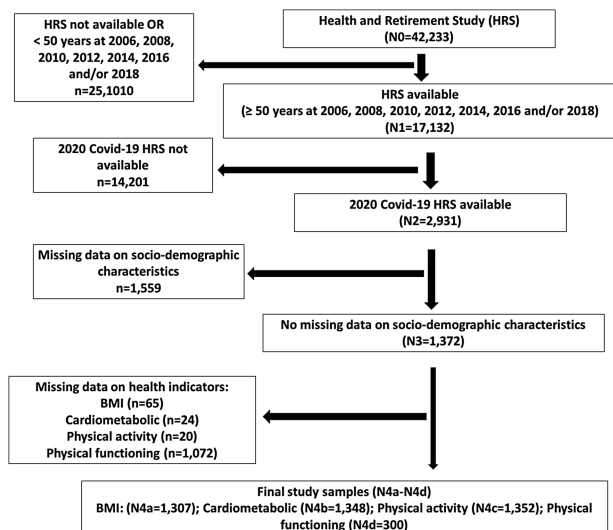 HRS not available OR
< 50 years at 2006, 2008,
2010, 2012, 2014, 2016
and/or 2018
n=25,1010
Health and Retirement Study (HRS)
(N0=42,233)
HRS available
(≥ 50 years at 2006, 2008, 2010, 2012, 2014, 2016 and/or 2018)
(N1=17,132)
2020 Covid-19 HRS not
available
n=14,201
2020 Covid-19 HRS available
(N2=2,931)
Missing data on socio-demographic
characteristics
n=1,559
No missing data on socio-demographic characteristics
(N3=1,372)
Missing data on health indicators:
BMI (n=65)
Cardiometabolic (n=24)
Physical activity (n=20)
Physical functioning (n=1,072)
Final study samples (N4a-N4d)
BMI: (N4a=1,307); Cardiometabolic (N4b=1,348); Physical activity (N4c=1,352); Physical
functioning (N4d=300)